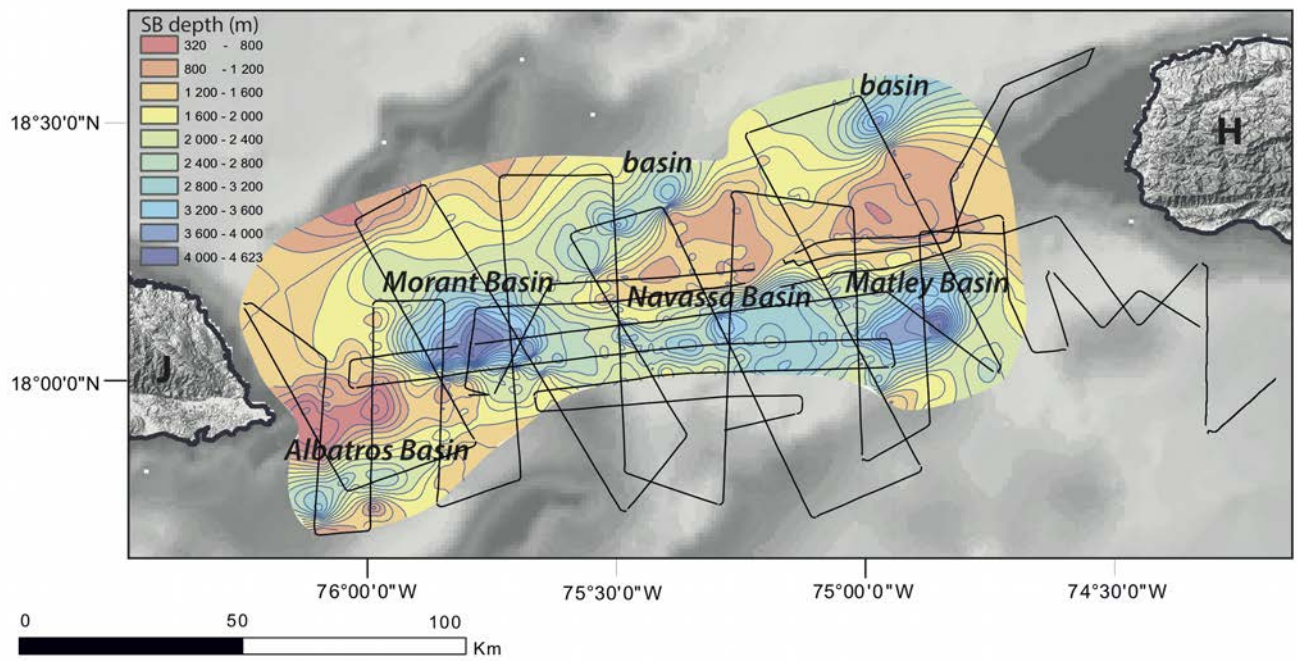 SB depth (m)
320 - 800
800 - 1 200
1 200 - 1 600
1 600 - 2 000
2 000 - 2 400
2 400 - 2 800
2 800 - 3 200
3 200 - 3 600
3 600 - 4 000
4 000 - 4 623
basin
18°30'0"N
H
basin
Morant Basin
Navassa Basin
Matley Basin
J
18°00'0"N
Albatros Basin
76°00'0"W
75°30'0"W
75°00'0"W
74°30'0"W
0
50
100
Km